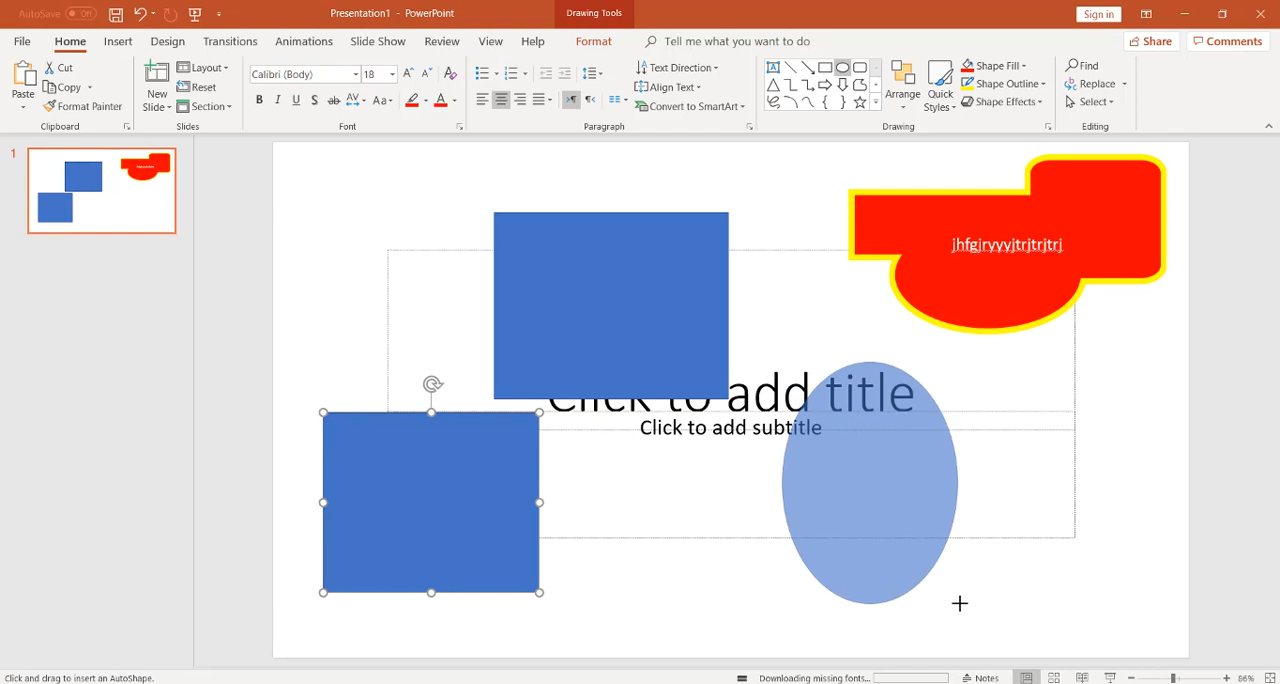 AutoSave Off Presentation1 - PowerPoint Drawing Tools Sign in
File Home Insert Design Transitions Animations Slide Show Review View Help Format Tell me what you want to do Share Comments
Paste Cut Copy Format Painter
Clipboard
New Slide Layout Reset Section
Slides
Calibri (Body) 18
B I U S ab AV Aa A
Font
Text Direction Align Text Convert to SmartArt
Paragraph
Arrange Quick Styles Shape Fill Shape Outline Shape Effects
Drawing
Find Replace Select
Editing
1
jhfgjryyyjtrjtrjtrj
Click to add title
Click to add subtitle
Click and drag to insert an AutoShape. Downloading missing fonts... Notes 86%